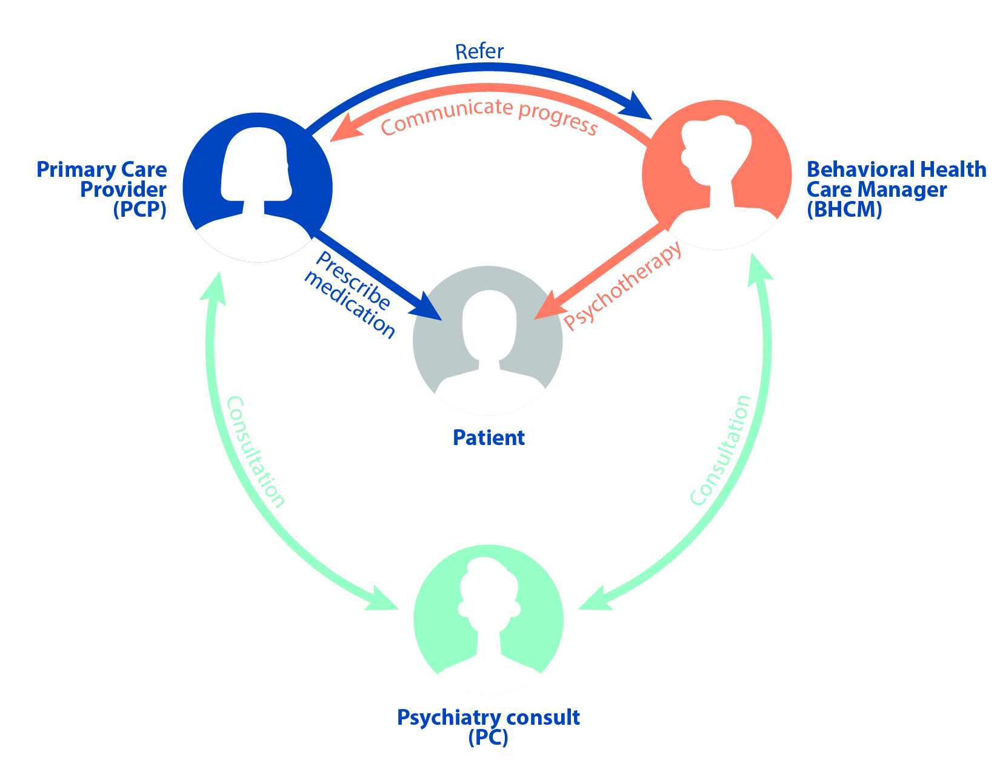 Refer
Communicate progress
Primary Care
Provider
(PCP)
Behavioral Health
Care Manager
(BHCM)
Prescribe
medication
Psychotherapy
Patient
Consultation
Consultation
Psychiatry consult
(PC)